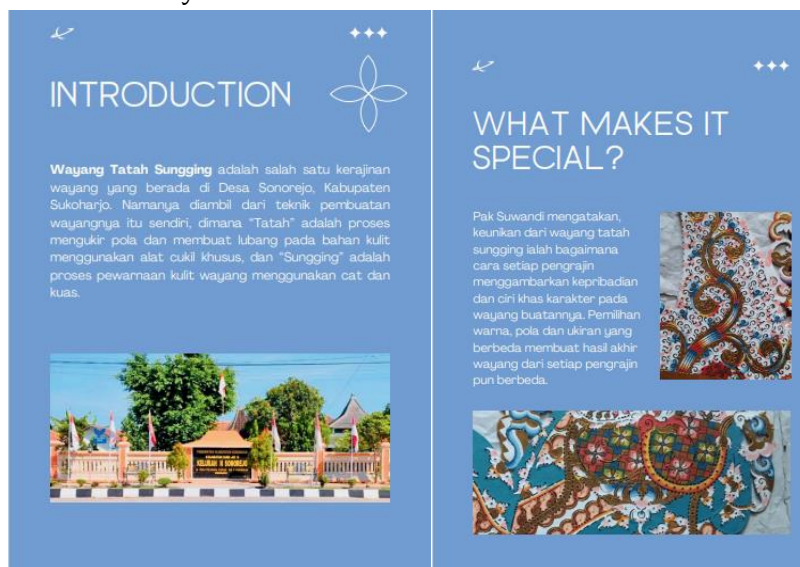 INTRODUCTION
Wayang Tatah Sungging adalah salah satu kerajinan
wayang yang berada di Desa Sonorejo, Kabupaten
Sukoharjo. Namanya diambil dari teknik pembuatan
wayangnya itu sendiri, dimana "Tatah" adalah proses
mengukir pola dan membuat lubang pada bahan kulit
menggunakan alat cukil khusus, dan "Sungging" adalah
proses pewarnaan kulit wayang menggunakan cat dan
kuas.
SONOREJO
WHAT MAKES IT
SPECIAL?
Pak Suwandi mengatakan,
keunikan dari wayang tatah
sungging ialah bagaimana
cara setiap pengrajin
menggambarkan kepribadian
dan ciri khas karakter pada
wayang buatannya. Pemilihan
warna, pola dan ukiran yang
berbeda membuat hasil akhir
wayang dari setiap pengrajin
pun berbeda.